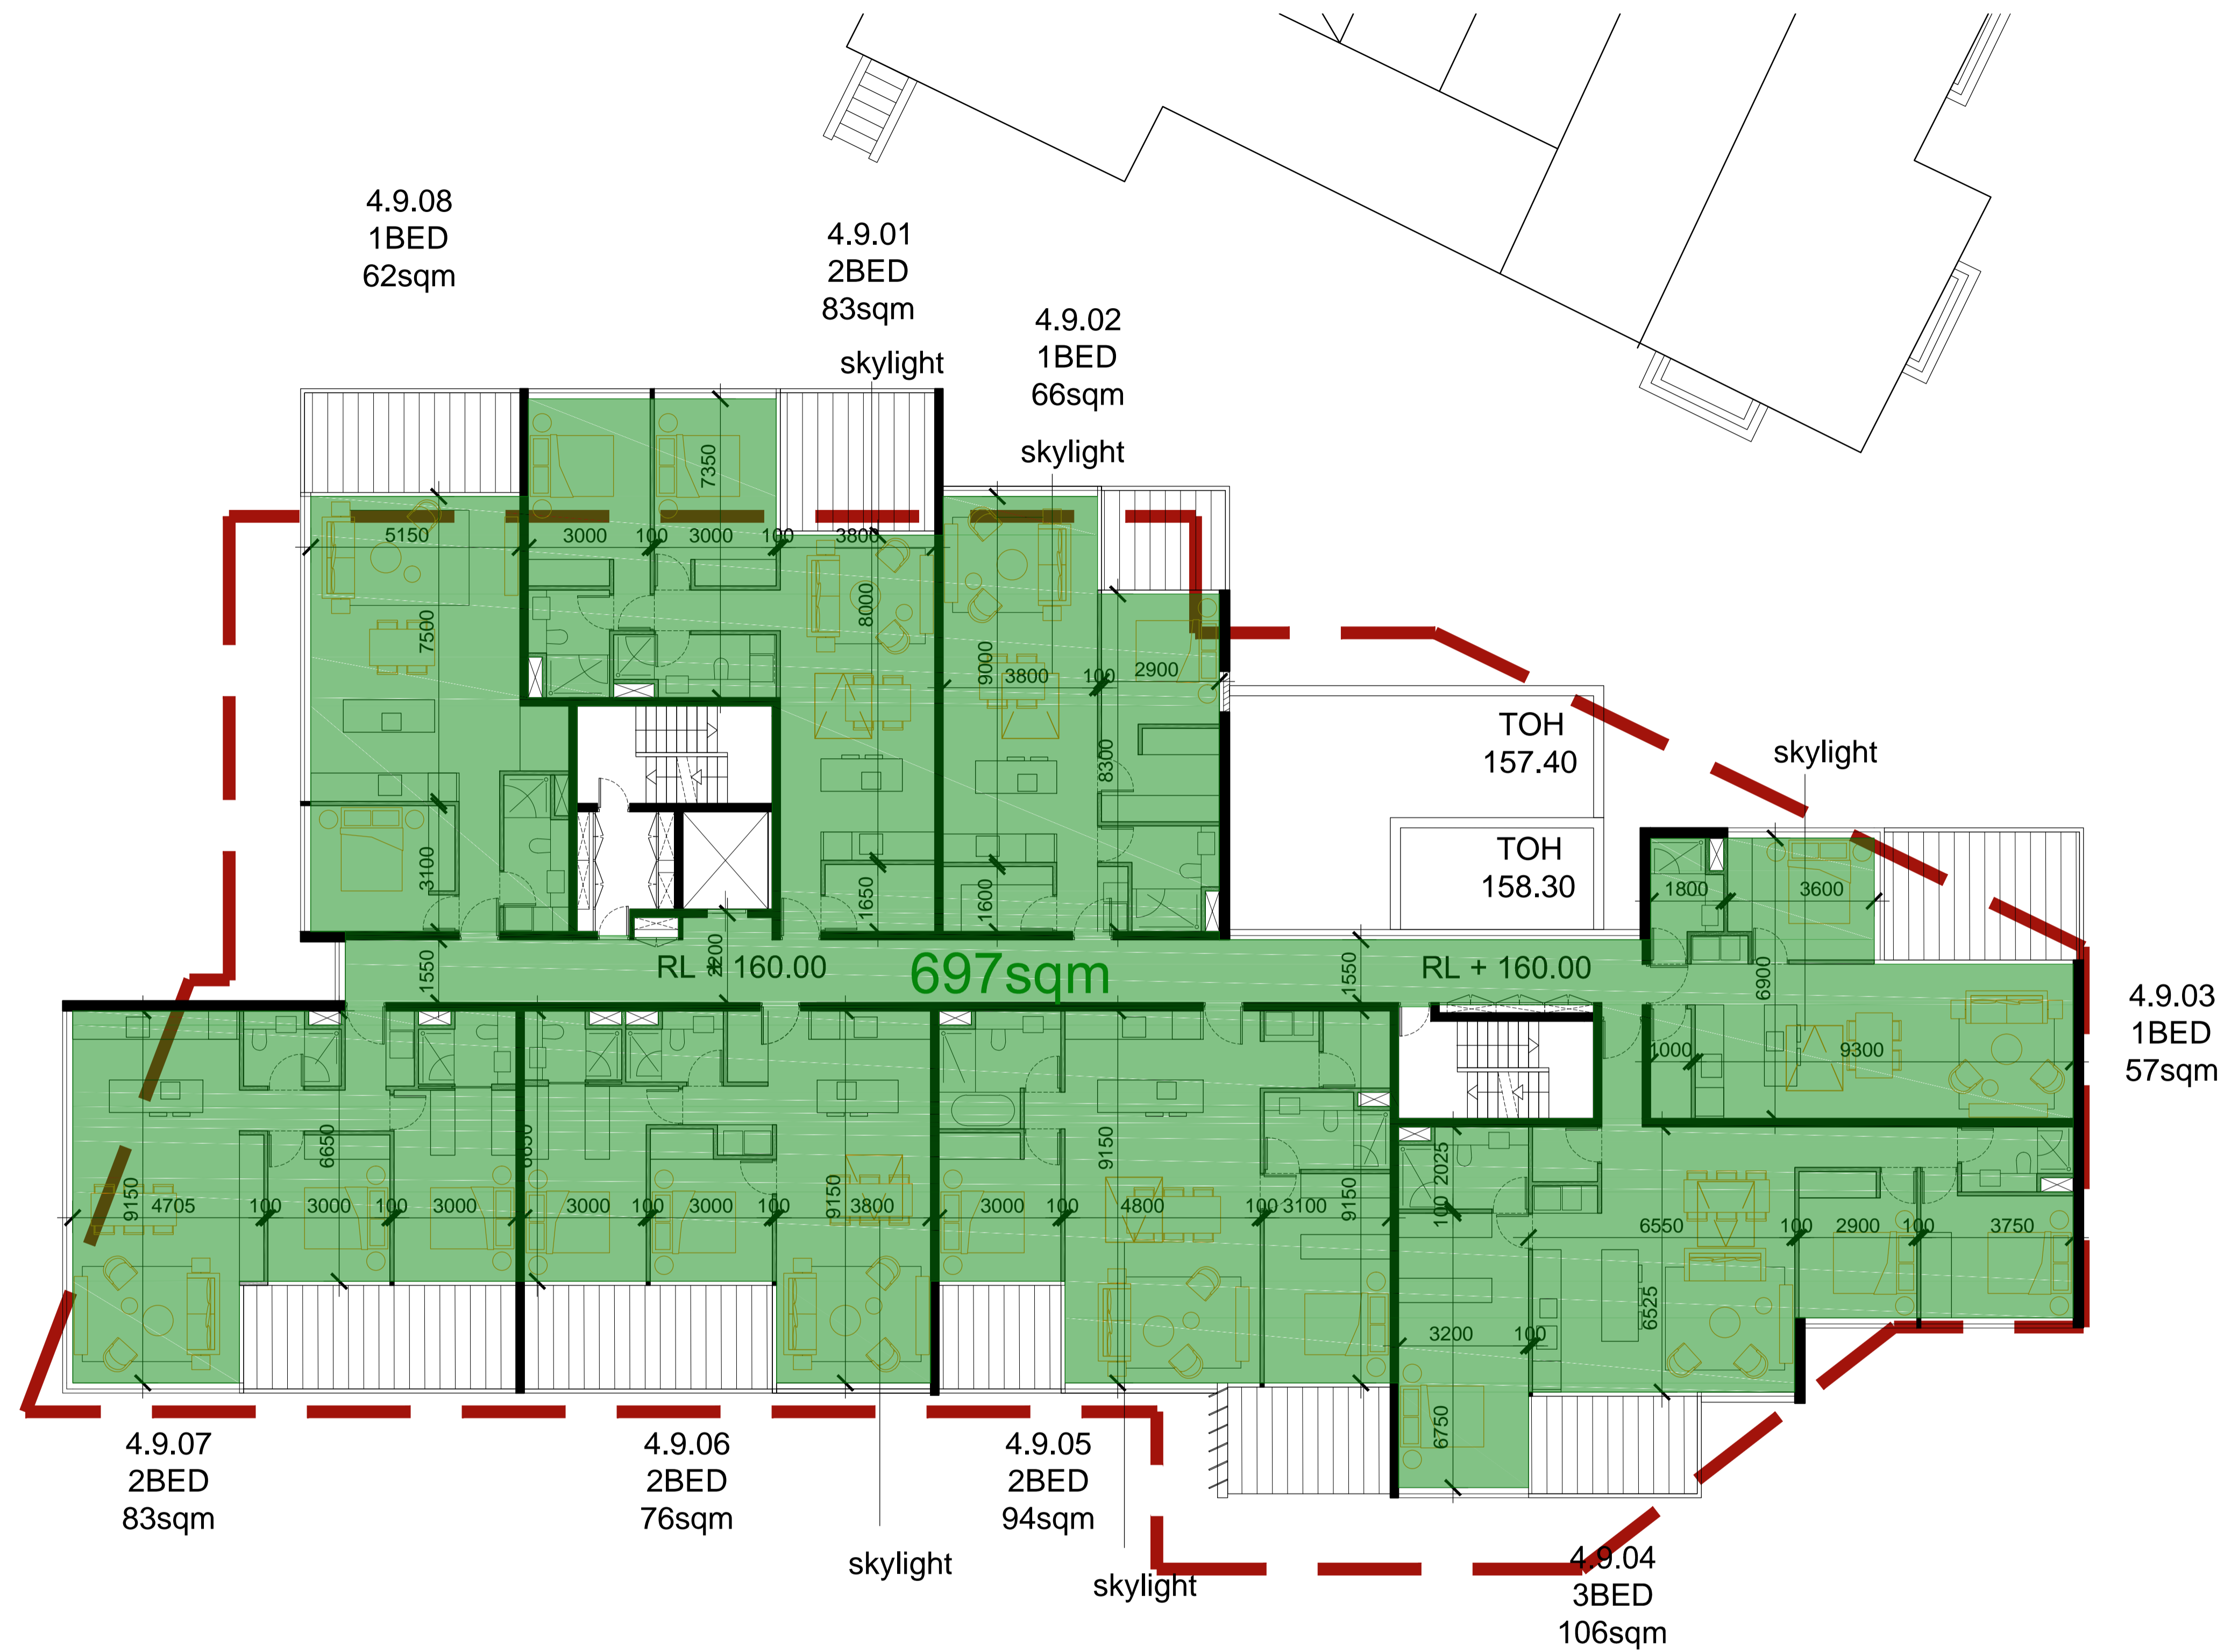 4.9.08
1BED
62sqm
4.9.01
2BED
83sqm
skylight
4.9.02
1BED
66sqm
skylight
7350
5150
3000
100
3000
100
3800
7500
8000
9000
3800
100
2900
8300
TOH
157.40
TOH
158.30
skylight
3100
1650
1600
1800
3600
1550
2200
RL + 160.00
697sqm
1550
RL + 160.00
6900
4.9.03
1BED
57sqm
1000
9300
6650
6650
9150
9150
9150
9150
2025
100
4705
100
3000
100
3000
3000
100
3000
100
3800
3000
100
4800
100
3100
6550
100
2900
100
3750
6525
3200
100
6750
4.9.07
2BED
83sqm
4.9.06
2BED
76sqm
4.9.05
2BED
94sqm
skylight
skylight
4.9.04
3BED
106sqm